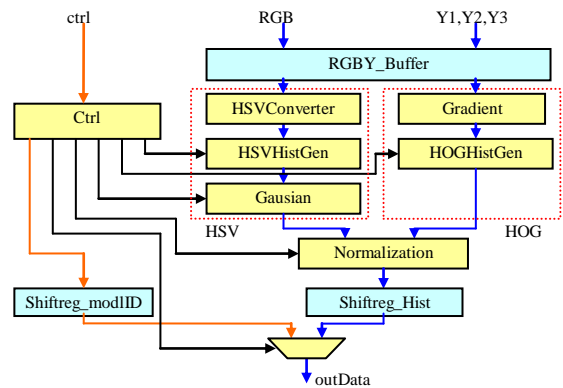 ctrl
RGB
Y1,Y2,Y3
RGBY_Buffer
HSVConverter
Gradient
Ctrl
HSVHistGen
HOGHistGen
Gausian
HSV
HOG
Normalization
Shiftreg_modlID
Shiftreg_Hist
outData